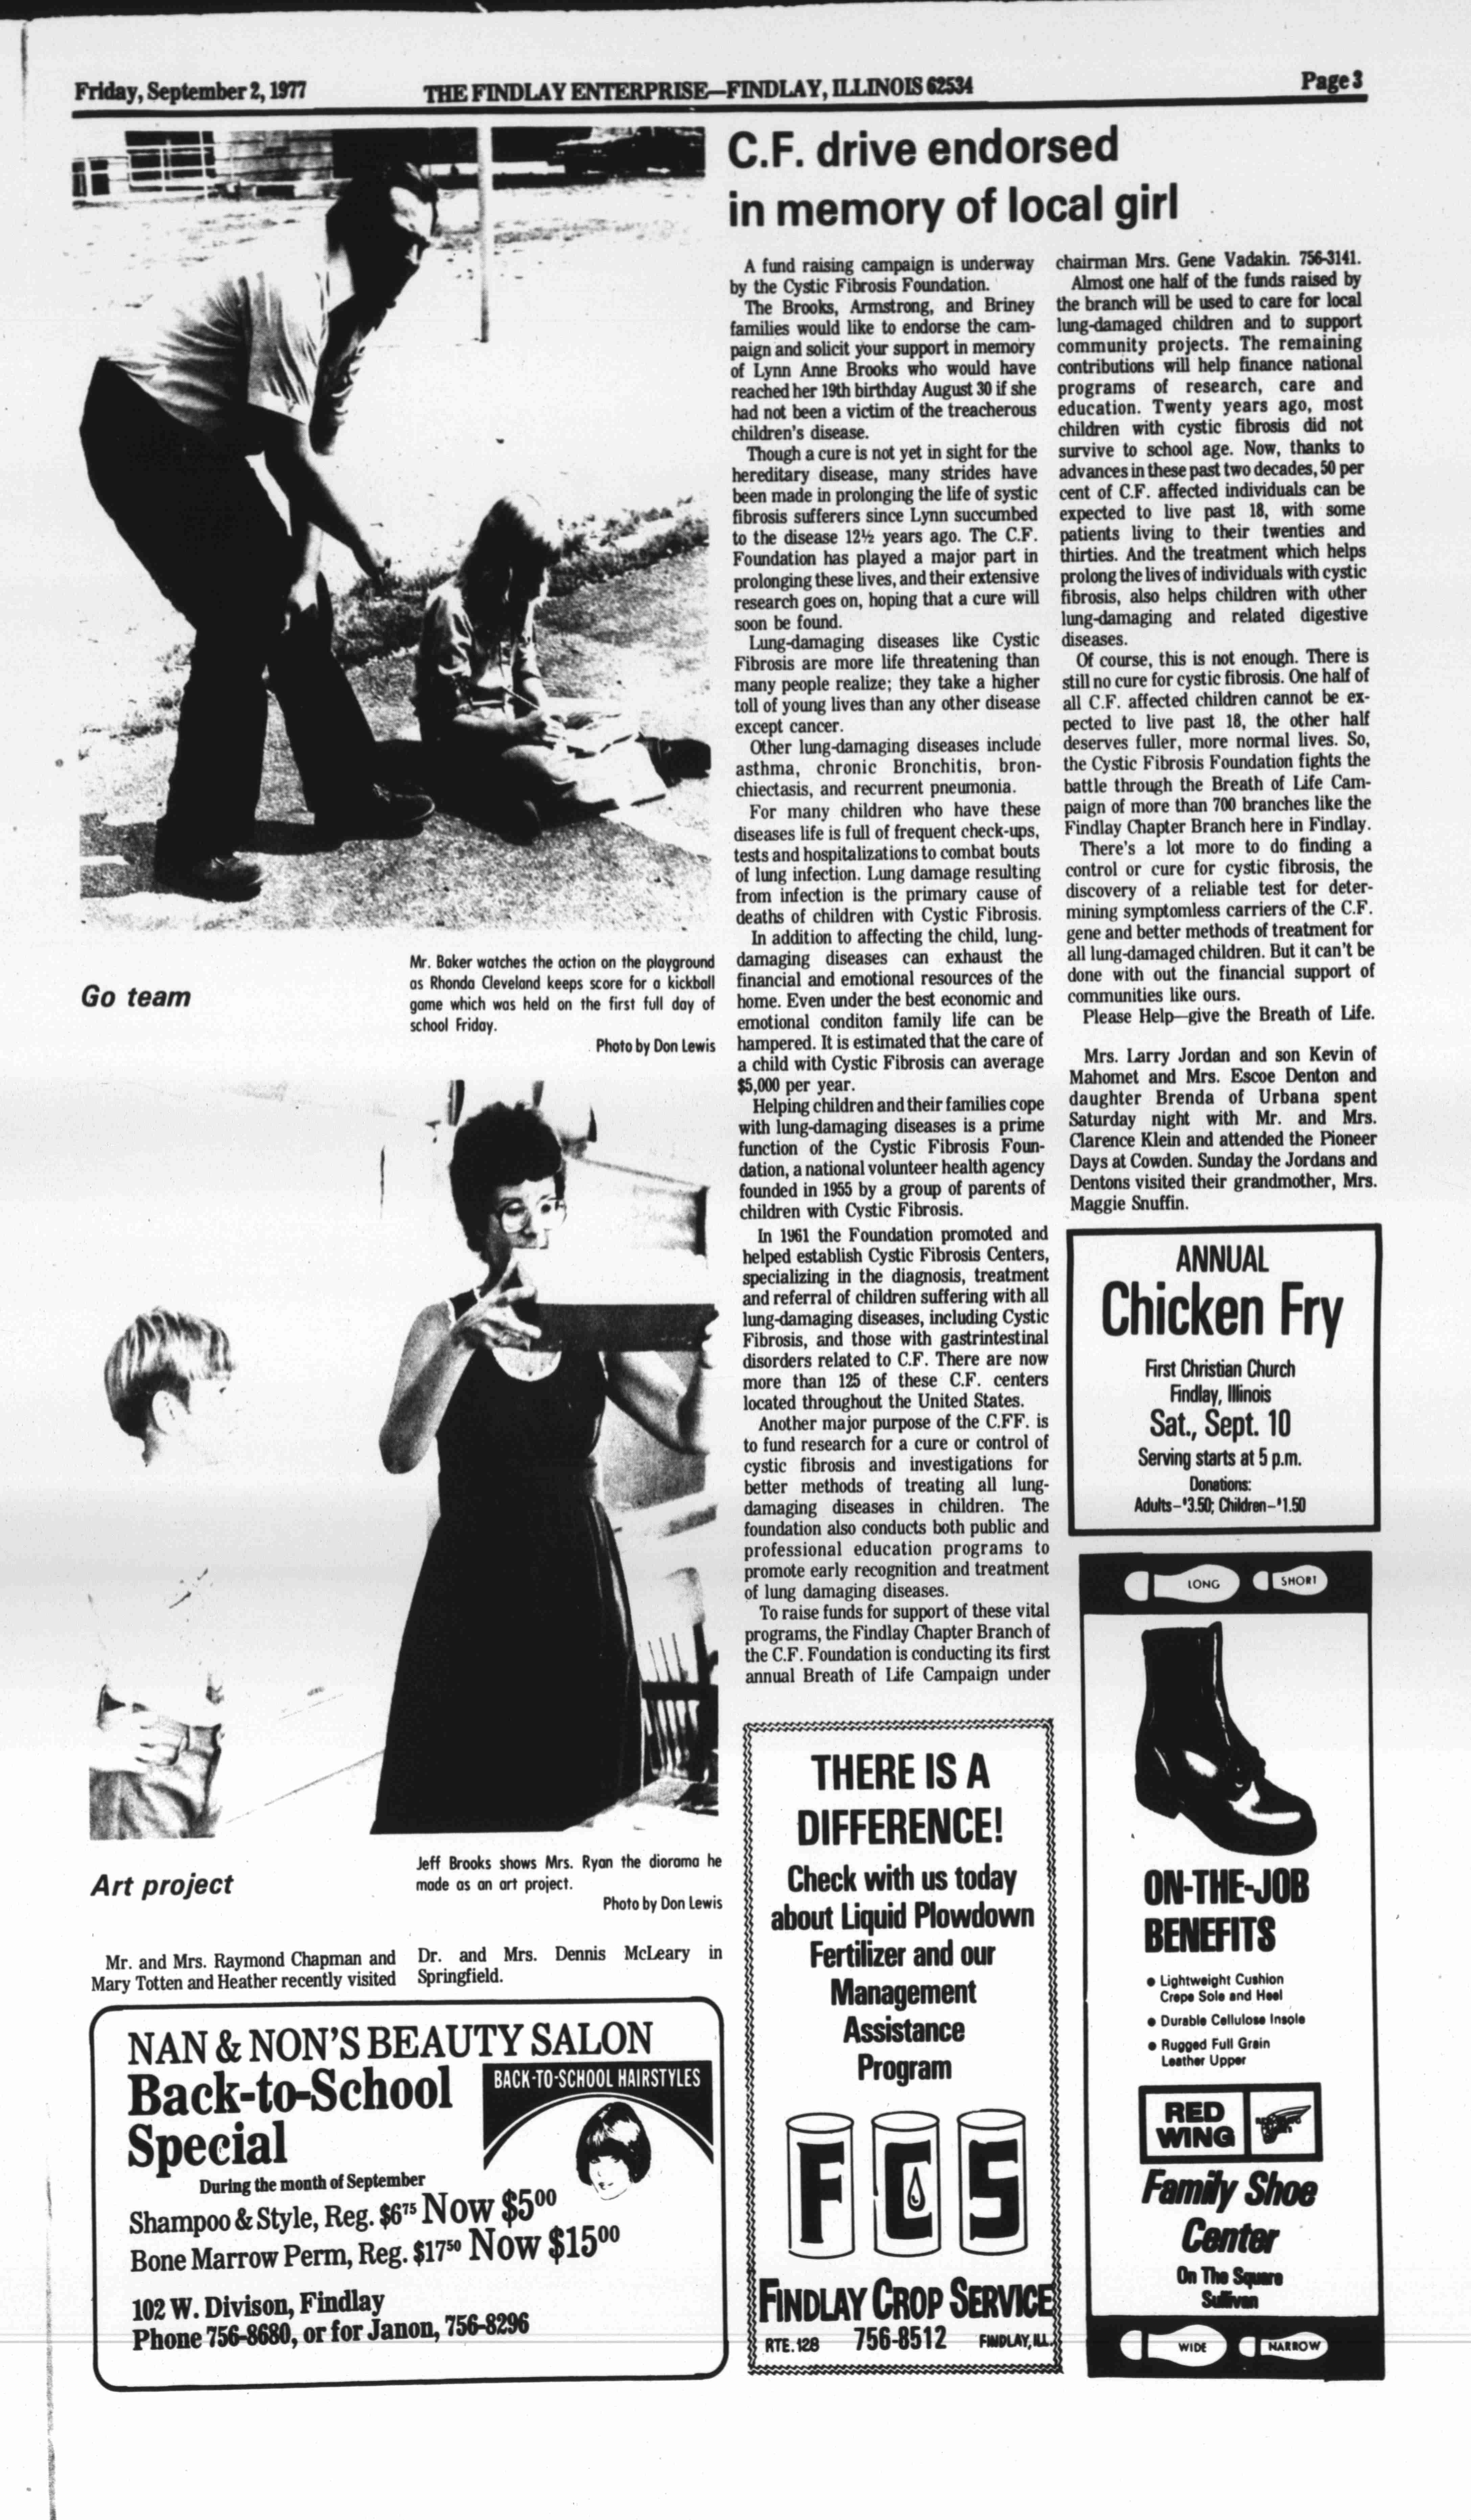 Friday, September 2, 1977
THE FINDLAY ENTERPRISE—FINDLAY, ILLINOIS 62534
Page 3
Go team
Mr. Baker watches the action on the playground
as Rhonda Cleveland keeps score for a kickball
game which was held on the first full day of
school Friday.
Photo by Don Lewis
Art project
Jeff Brooks shows Mrs. Ryan the diorama he
made as an art project.
Photo by Don Lewis
Mr. and Mrs. Raymond Chapman and
Mary Totten and Heather recently visited
Dr. and Mrs. Dennis McLeary in
Springfield.
NAN & NON'S BEAUTY SALON
Back-to-School
Special
BACK-TO-SCHOOL HAIRSTYLES
During the month of September
Shampoo & Style, Reg. $6⁷⁵ Now $5⁰⁰
Bone Marrow Perm, Reg. $17⁵⁰ Now $15⁰⁰
102 W. Divison, Findlay
Phone 756-8680, or for Janon, 756-8296
C.F. drive endorsed
in memory of local girl
A fund raising campaign is underway
by the Cystic Fibrosis Foundation.
The Brooks, Armstrong, and Briney
families would like to endorse the cam-
paign and solicit your support in memory
of Lynn Anne Brooks who would have
reached her 19th birthday August 30 if she
had not been a victim of the treacherous
children's disease.
Though a cure is not yet in sight for the
hereditary disease, many strides have
been made in prolonging the life of systic
fibrosis sufferers since Lynn succumbed
to the disease 12½ years ago. The C.F.
Foundation has played a major part in
prolonging these lives, and their extensive
research goes on, hoping that a cure will
soon be found.
Lung-damaging diseases like Cystic
Fibrosis are more life threatening than
many people realize; they take a higher
toll of young lives than any other disease
except cancer.
Other lung-damaging diseases include
asthma, chronic Bronchitis, bron-
chiectasis, and recurrent pneumonia.
For many children who have these
diseases life is full of frequent check-ups,
tests and hospitalizations to combat bouts
of lung infection. Lung damage resulting
from infection is the primary cause of
deaths of children with Cystic Fibrosis.
In addition to affecting the child, lung-
damaging diseases can exhaust the
financial and emotional resources of the
home. Even under the best economic and
emotional conditon family life can be
hampered. It is estimated that the care of
a child with Cystic Fibrosis can average
$5,000 per year.
Helping children and their families cope
with lung-damaging diseases is a prime
function of the Cystic Fibrosis Foun-
dation, a national volunteer health agency
founded in 1955 by a group of parents of
children with Cystic Fibrosis.
In 1961 the Foundation promoted and
helped establish Cystic Fibrosis Centers,
specializing in the diagnosis, treatment
and referral of children suffering with all
lung-damaging diseases, including Cystic
Fibrosis, and those with gastrintestinal
disorders related to C.F. There are now
more than 125 of these C.F. centers
located throughout the United States.
Another major purpose of the C.FF. is
to fund research for a cure or control of
cystic fibrosis and investigations for
better methods of treating all lung-
damaging diseases in children. The
foundation also conducts both public and
professional education programs to
promote early recognition and treatment
of lung damaging diseases.
To raise funds for support of these vital
programs, the Findlay Chapter Branch of
the C.F. Foundation is conducting its first
annual Breath of Life Campaign under
chairman Mrs. Gene Vadakin. 756-3141.
Almost one half of the funds raised by
the branch will be used to care for local
lung-damaged children and to support
community projects. The remaining
contributions will help finance national
programs of research, care and
education. Twenty years ago, most
children with cystic fibrosis did not
survive to school age. Now, thanks to
advances in these past two decades, 50 per
cent of C.F. affected individuals can be
expected to live past 18, with some
patients living to their twenties and
thirties. And the treatment which helps
prolong the lives of individuals with cystic
fibrosis, also helps children with other
lung-damaging and related digestive
diseases.
Of course, this is not enough. There is
still no cure for cystic fibrosis. One half of
all C.F. affected children cannot be ex-
pected to live past 18, the other half
deserves fuller, more normal lives. So,
the Cystic Fibrosis Foundation fights the
battle through the Breath of Life Cam-
paign of more than 700 branches like the
Findlay Chapter Branch here in Findlay.
There's a lot more to do finding a
control or cure for cystic fibrosis, the
discovery of a reliable test for deter-
mining symptomless carriers of the C.F.
gene and better methods of treatment for
all lung-damaged children. But it can't be
done with out the financial support of
communities like ours.
Please Help—give the Breath of Life.
Mrs. Larry Jordan and son Kevin of
Mahomet and Mrs. Escoe Denton and
daughter Brenda of Urbana spent
Saturday night with Mr. and Mrs.
Clarence Klein and attended the Pioneer
Days at Cowden. Sunday the Jordans and
Dentons visited their grandmother, Mrs.
Maggie Snuffin.
ANNUAL
Chicken Fry
First Christian Church
Findlay, Illinois
Sat., Sept. 10
Serving starts at 5 p.m.
Donations:
Adults-$3.50; Children-$1.50
THERE IS A
DIFFERENCE!
Check with us today
about Liquid Plowdown
Fertilizer and our
Management
Assistance
Program
FCS
FINDLAY CROP SERVICE
RTE. 128 756-8512 FINDLAY, ILL.
LONG SHORT
ON-THE-JOB
BENEFITS
• Lightweight Cushion
Crepe Sole and Heel
• Durable Cellulose Insole
• Rugged Full Grain
Leather Upper
RED
WING
Family Shoe
Center
On The Square
Sullivan
WIDE NARROW